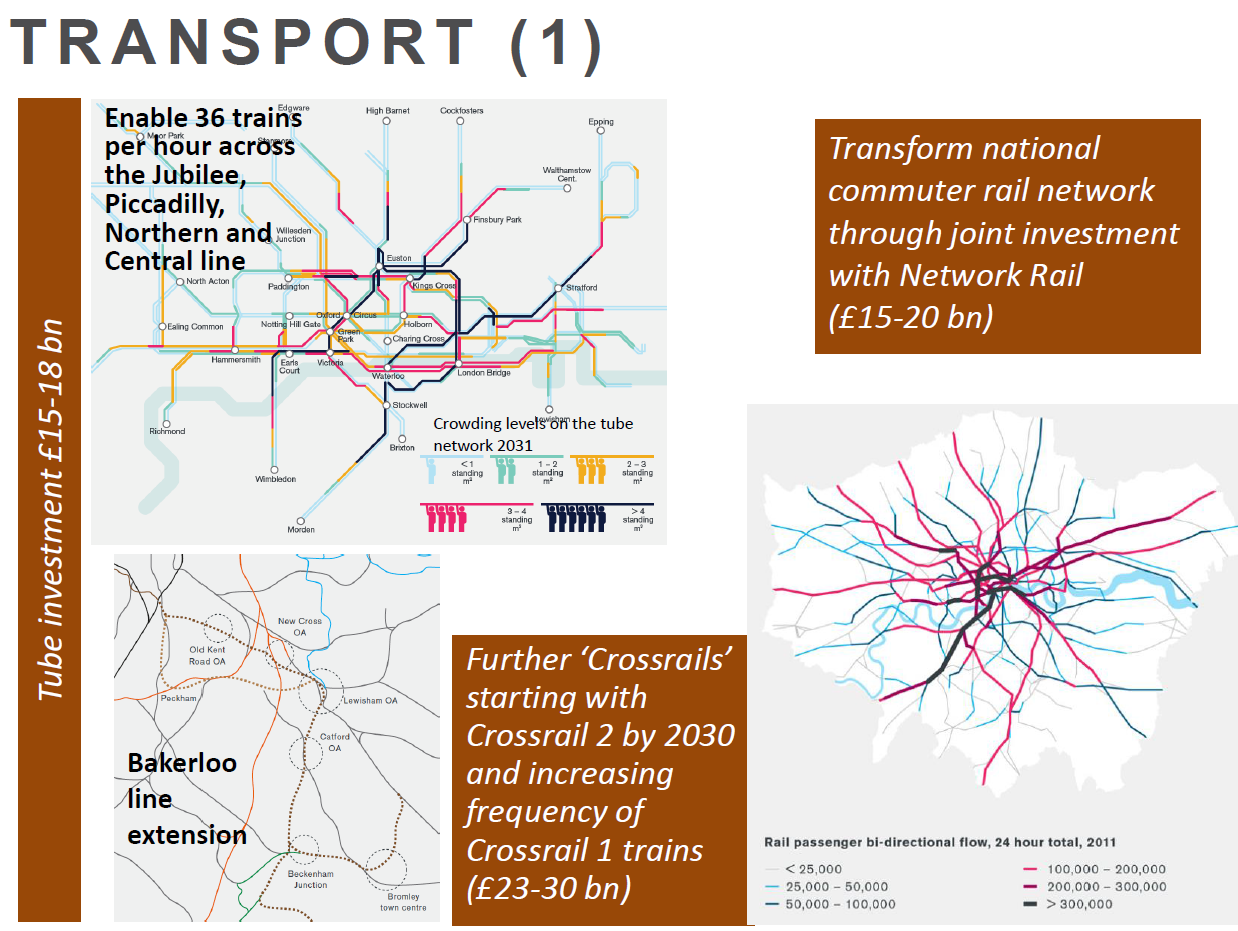 TRANSPORT (1)
Tube investment £15-18 bn
Enable 36 trains
per hour across
the Jubilee,
Piccadilly,
Northern and
Central line
Edgware
High Barnet
Cockfosters
Epping
Moor Park
Stanmore
Walthamstow
Cent.
Finsbury Park
Willesden
Junction
Euston
North Acton
Paddington
Kings Cross
Stratford
Oxford Circus
Notting Hill Gate
Holborn
Ealing Common
Green
Park
Charing Cross
Hammersmith
Earls
Court
Victoria
Waterloo
London Bridge
Stockwell
Richmond
Brixton
Lewisham
Wimbledon
Morden
Crowding levels on the tube
network 2031
< 1
standing
m²
1 – 2
standing
m²
2 – 3
standing
m²
3 – 4
standing
m²
> 4
standing
m²
Transform national
commuter rail network
through joint investment
with Network Rail
(£15-20 bn)
New Cross
OA
Old Kent
Road OA
Peckham
Lewisham OA
Catford
OA
Bakerloo
line
extension
Beckenham
Junction
Bromley
town centre
Further ‘Crossrails’
starting with
Crossrail 2 by 2030
and increasing
frequency of
Crossrail 1 trains
(£23-30 bn)
Rail passenger bi-directional flow, 24 hour total, 2011
< 25,000
25,000 – 50,000
50,000 – 100,000
100,000 – 200,000
200,000 – 300,000
> 300,000